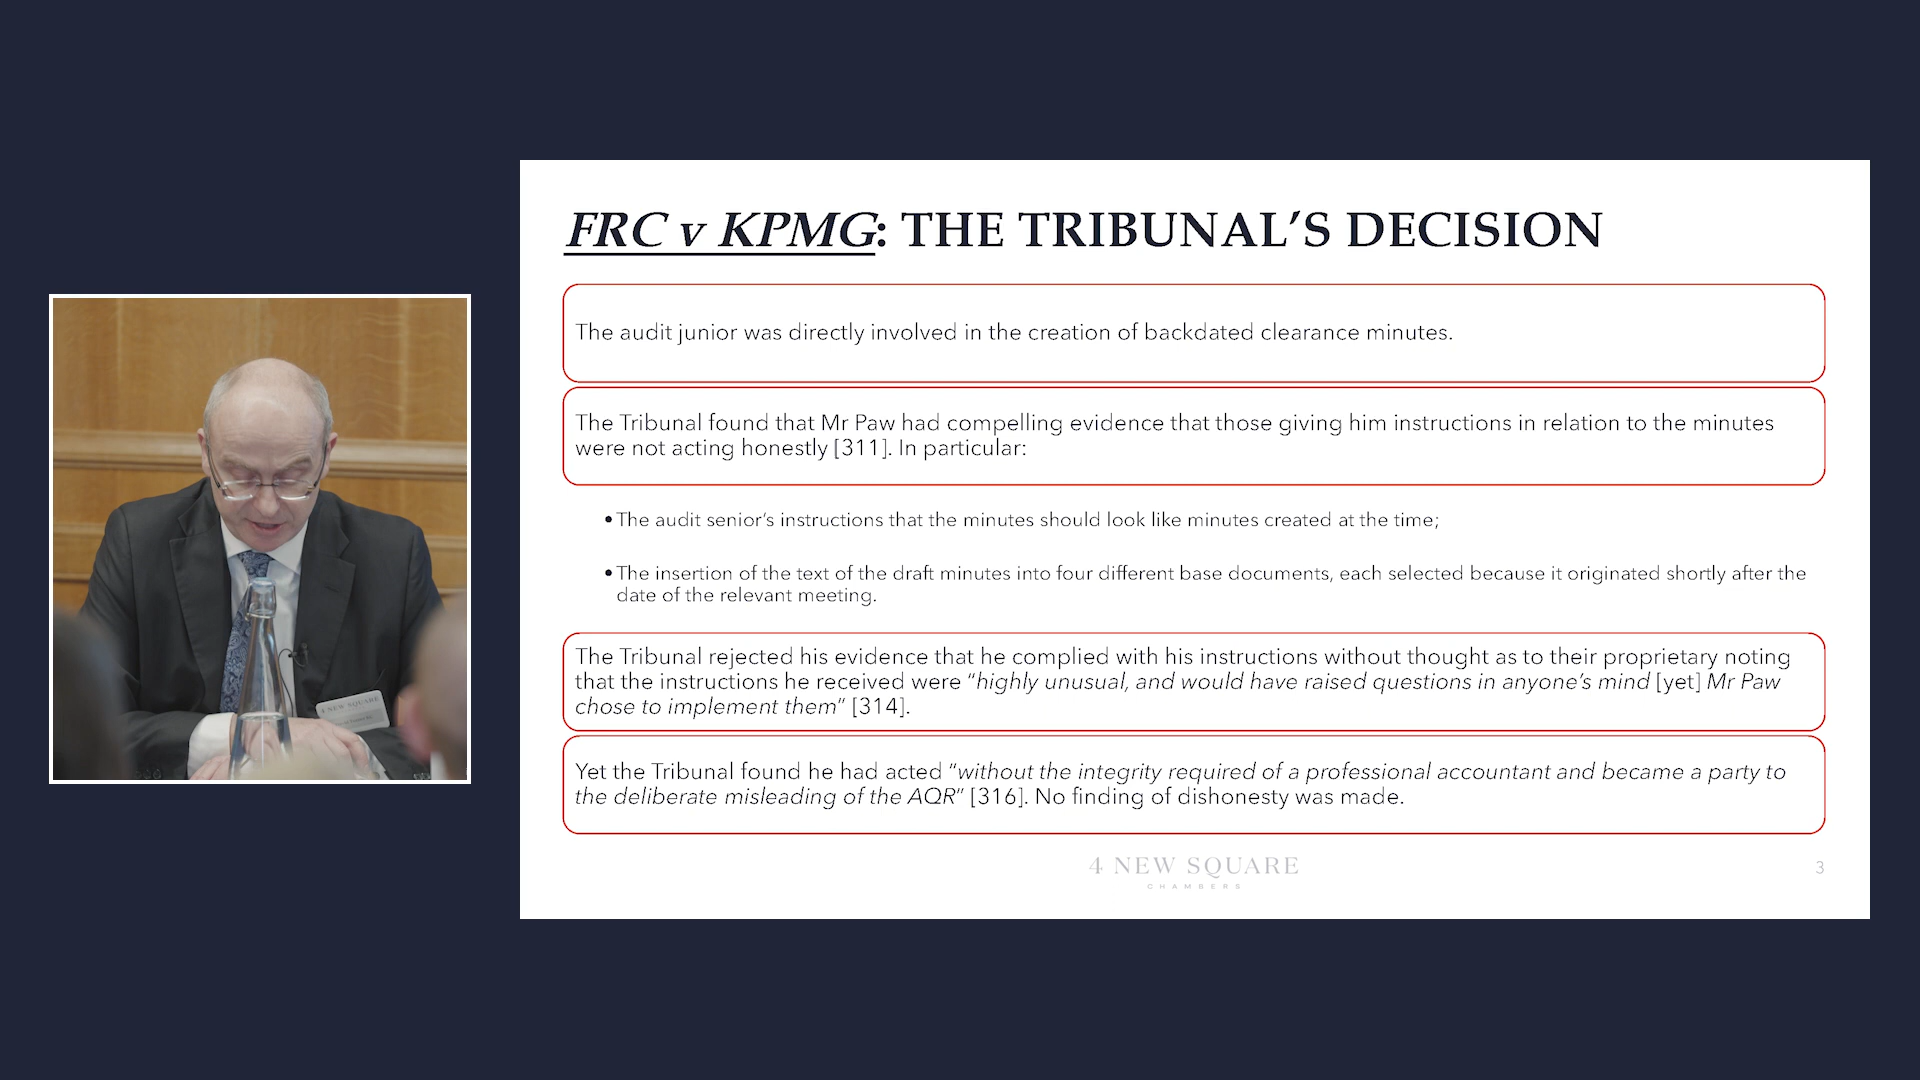 FRC v KPMG: THE TRIBUNAL’S DECISION
The audit junior was directly involved in the creation of backdated clearance minutes.
The Tribunal found that Mr Paw had compelling evidence that those giving him instructions in relation to the minutes
were not acting honestly [311]. In particular:
•The audit senior’s instructions that the minutes should look like minutes created at the time;
•The insertion of the text of the draft minutes into four different base documents, each selected because it originated shortly after the
date of the relevant meeting.
The Tribunal rejected his evidence that he complied with his instructions without thought as to their proprietary noting
that the instructions he received were “highly unusual, and would have raised questions in anyone’s mind [yet] Mr Paw
chose to implement them” [314].
Yet the Tribunal found he had acted “without the integrity required of a professional accountant and became a party to
the deliberate misleading of the AQR” [316]. No finding of dishonesty was made.
4 NEW SQUARE
CHAMBERS
3
4 NEW SQUARE